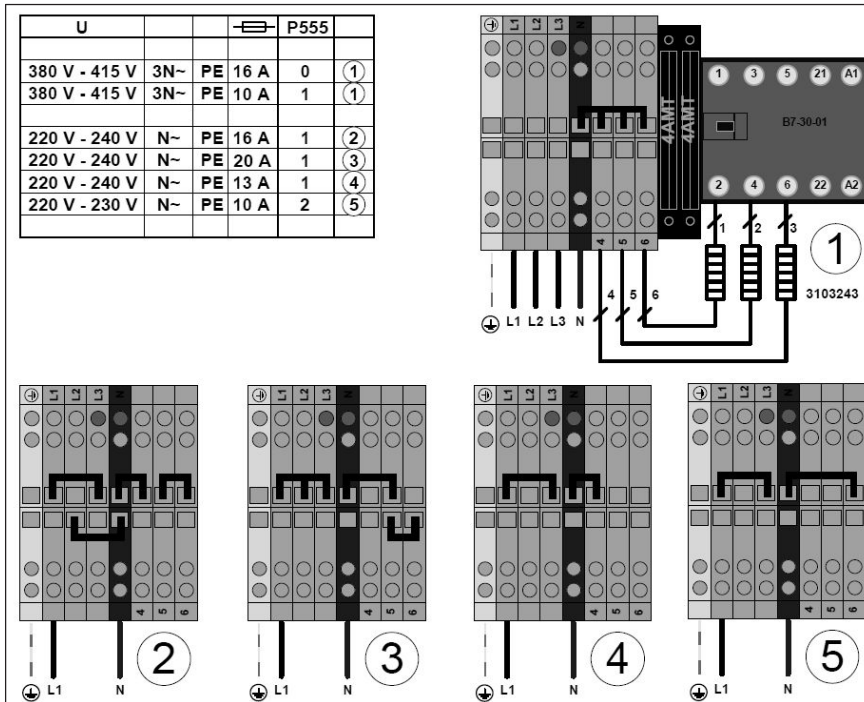 U P555
380 V - 415 V 3N~ PE 16 A 0 1
380 V - 415 V 3N~ PE 10 A 1 1
220 V - 240 V N~ PE 16 A 1 2
220 V - 240 V N~ PE 20 A 1 3
220 V - 240 V N~ PE 13 A 1 4
220 V - 230 V N~ PE 10 A 2 5
L1 L2 L3 N
4AMT 4AMT
1 3 5 21 A1
B7-30-01
2 4 6 22 A2
4 5 6
1 2 3
4 5 6
L1 L2 L3 N
1
3103243
L1 L2 L3 N
4 5 6
L1 N
2
L1 L2 L3 N
4 5 6
L1 N
3
L1 L2 L3 N
4 5 6
L1 N
4
L1 L2 L3 N
4 5 6
L1 N
5